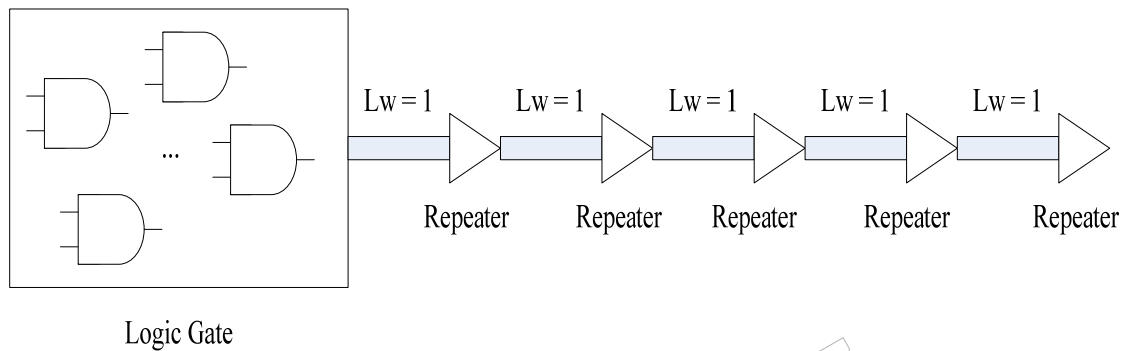 Lw = 1 Lw = 1 Lw = 1 Lw = 1 Lw = 1
...
Repeater Repeater Repeater Repeater Repeater
Logic Gate